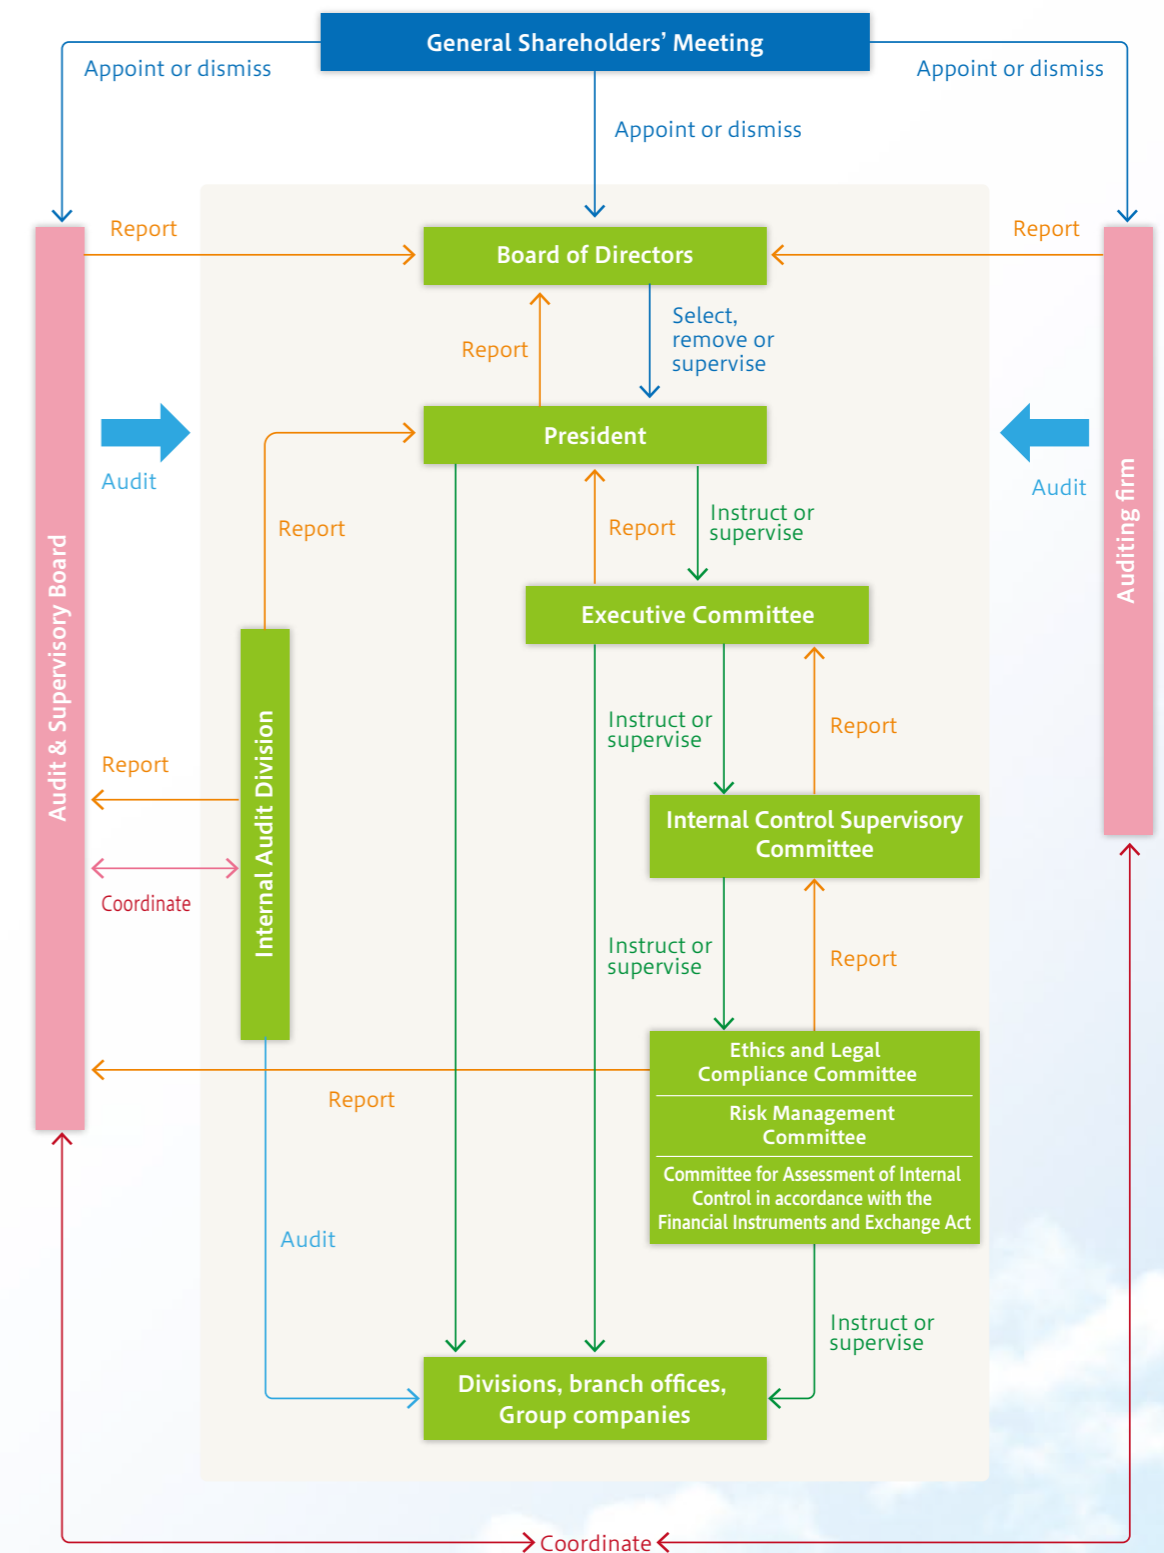 General Shareholders’ Meeting
Appoint or dismiss
Appoint or dismiss
Appoint or dismiss
Report
Report
Board of Directors
Select,
remove or
supervise
Report
President
Audit
Audit
Report
Report
Instruct or
supervise
Auditing firm
Audit & Supervisory Board
Executive Committee
Internal Audit Division
Instruct or
supervise
Report
Report
Internal Control Supervisory
Committee
Coordinate
Instruct or
supervise
Report
Ethics and Legal
Compliance Committee
Report
Risk Management
Committee
Committee for Assessment of Internal
Control in accordance with the
Financial Instruments and Exchange Act
Audit
Instruct or
supervise
Divisions, branch offices,
Group companies
Coordinate